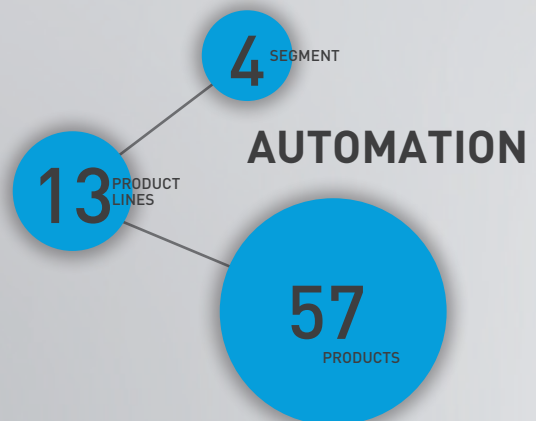 4 SEGMENT
AUTOMATION
13 PRODUCT
LINES
57
PRODUCTS